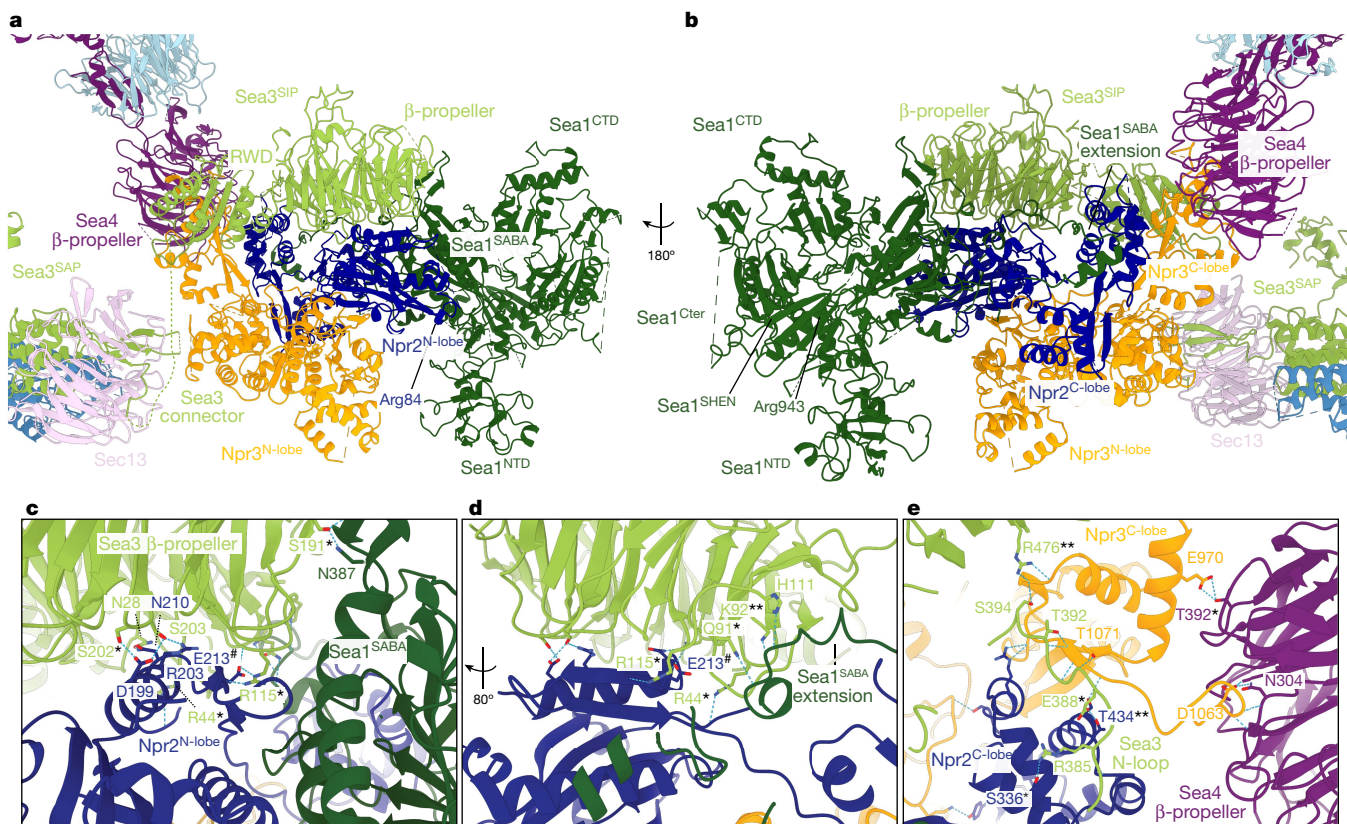 a
Sea3SIP
β-propeller
Sea1CTD
RWD
Sea4
β-propeller
Sea1SABA
Sea3SAP
Npr2N-lobe
Arg84
Sea3
connector
Sec13
Npr3N-lobe
Sea1NTD
180º
b
Sea1CTD
β-propeller
Sea3SIP
Sea1SABA
extension
Sea4
β-propeller
Npr3C-lobe
Sea3SAP
Sea1Cter
Sea1SHEN
Arg943
Npr2C-lobe
Sec13
Npr3N-lobe
Sea1NTD
c
Sea3 β-propeller
S191*
N387
N28
N210
S203
S202*
E213#
R203
D199
R115*
R44*
Npr2N-lobe
Sea1SABA
80º
d
H111
K92**
Q91*
R115*
E213#
R44*
Sea1SABA
extension
e
Npr3C-lobe
R476**
E970
S394
T392
T392*
T1071
N304
E388*
T434**
D1063
Npr2C-lobe
Sea3
N-loop
R385
S336*
Sea4
β-propeller